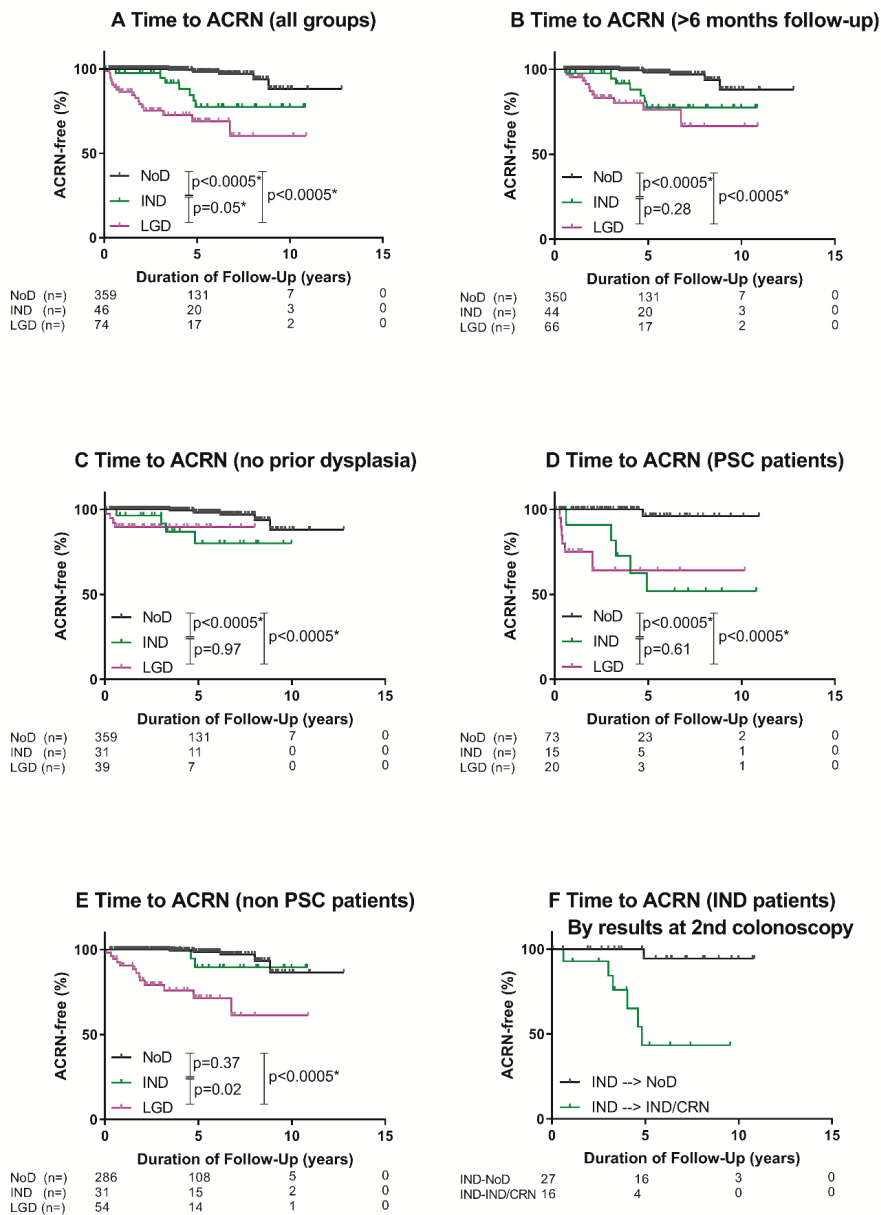 A Time to ACRN (all groups)
ACRN-free (%)
100
50
0
NoD
IND
LGD
p<0.0005*
p=0.05*
p<0.0005*
0 5 10 15
Duration of Follow-Up (years)
NoD (n=) 359 131 7 0
IND (n=) 46 20 3 0
LGD (n=) 74 17 2 0
B Time to ACRN (>6 months follow-up)
ACRN-free (%)
100
50
0
NoD
IND
LGD
p<0.0005*
p=0.28
p<0.0005*
0 5 10 15
Duration of Follow-Up (years)
NoD (n=) 350 131 7 0
IND (n=) 44 20 3 0
LGD (n=) 66 17 2 0
C Time to ACRN (no prior dysplasia)
ACRN-free (%)
100
50
0
NoD
IND
LGD
p<0.0005*
p=0.97
p<0.0005*
0 5 10 15
Duration of Follow-Up (years)
NoD (n=) 359 131 7 0
IND (n=) 31 11 0 0
LGD (n=) 39 7 0 0
D Time to ACRN (PSC patients)
ACRN-free (%)
100
50
0
NoD
IND
LGD
p<0.0005*
p=0.61
p<0.0005*
0 5 10 15
Duration of Follow-Up (years)
NoD (n=) 73 23 2 0
IND (n=) 15 5 1 0
LGD (n=) 20 3 1 0
E Time to ACRN (non PSC patients)
ACRN-free (%)
100
50
0
NoD
IND
LGD
p=0.37
p=0.02
p<0.0005*
0 5 10 15
Duration of Follow-Up (years)
NoD (n=) 286 108 5 0
IND (n=) 31 15 2 0
LGD (n=) 54 14 1 0
F Time to ACRN (IND patients)
By results at 2nd colonoscopy
ACRN-free (%)
100
50
0
IND --> NoD
IND --> IND/CRN
0 5 10 15
Duration of Follow-Up (years)
IND-NoD 27 16 3 0
IND-IND/CRN 16 4 0 0